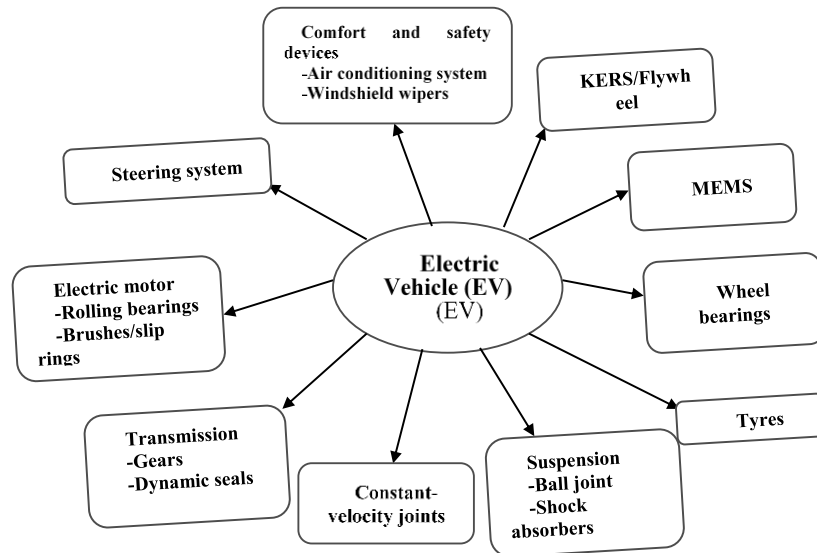 Comfort and safety
devices
-Air conditioning system
-Windshield wipers
KERS/Flywh
eel
Steering system
MEMS
Electric
Vehicle (EV)
(EV)
Electric motor
-Rolling bearings
-Brushes/slip
rings
Wheel
bearings
Transmission
-Gears
-Dynamic seals
Constant-
velocity joints
Suspension
-Ball joint
-Shock
absorbers
Tyres